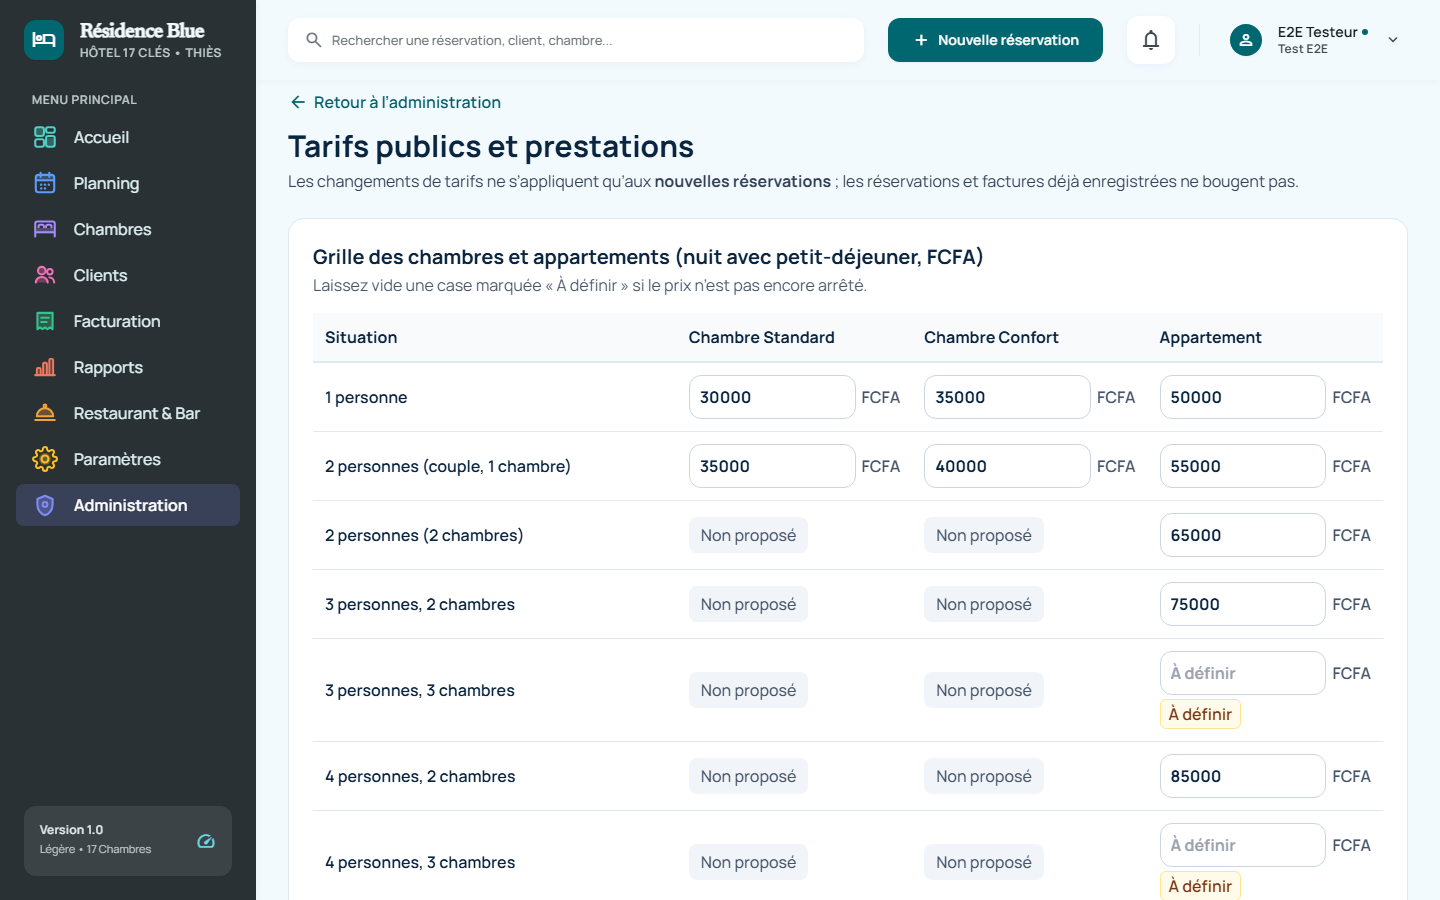 Résidence Blue
HÔTEL 17 CLÉS • THIÈS
MENU PRINCIPAL
Accueil
Planning
Chambres
Clients
Facturation
Rapports
Restaurant & Bar
Paramètres
Administration
Version 1.0
Légère • 17 Chambres
Rechercher une réservation, client, chambre...
Nouvelle réservation
E2E Testeur
Test E2E
Retour à l’administration
Tarifs publics et prestations
Les changements de tarifs ne s’appliquent qu’aux nouvelles réservations ; les réservations et factures déjà enregistrées ne bougent pas.
Grille des chambres et appartements (nuit avec petit-déjeuner, FCFA)
Laissez vide une case marquée « À définir » si le prix n’est pas encore arrêté.
Situation Chambre Standard Chambre Confort Appartement
1 personne 30000 FCFA 35000 FCFA 50000 FCFA
2 personnes (couple, 1 chambre) 35000 FCFA 40000 FCFA 55000 FCFA
2 personnes (2 chambres) Non proposé Non proposé 65000 FCFA
3 personnes, 2 chambres Non proposé Non proposé 75000 FCFA
3 personnes, 3 chambres Non proposé Non proposé À définir FCFA
À définir
4 personnes, 2 chambres Non proposé Non proposé 85000 FCFA
4 personnes, 3 chambres Non proposé Non proposé À définir FCFA
À définir